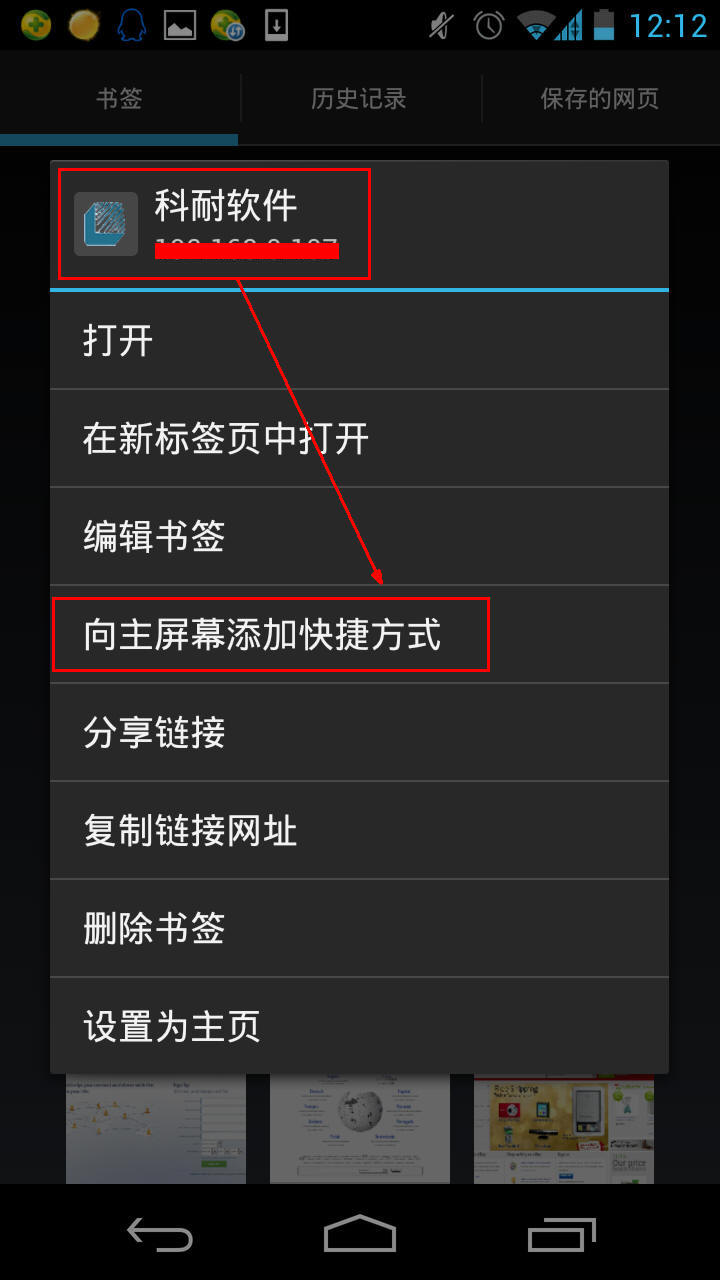 12:12
书签
历史记录
保存的网页
科耐软件
打开
在新标签页中打开
编辑书签
向主屏幕添加快捷方式
分享链接
复制链接网址
删除书签
设置为主页